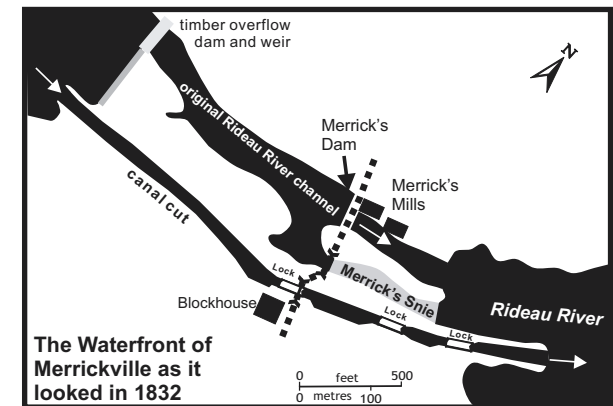 timber overflow
dam and weir
N
original Rideau River channel
Merrick's
Dam
Merrick's
Mills
canal cut
Merrick's Snie
Lock
Blockhouse
Lock
Lock
Rideau River
The Waterfront of
Merrickville as it
looked in 1832
0 feet 500
0 metres 100